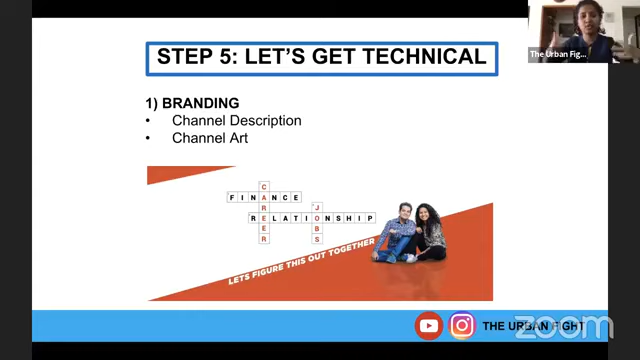 The Urban Fig...
STEP 5: LET'S GET TECHNICAL
1) BRANDING
• Channel Description
• Channel Art
CAREER
FINANCE
JOBS
RELATIONSHIP
LETS FIGURE THIS OUT TOGETHER
THE URBAN FIGHT
zoom